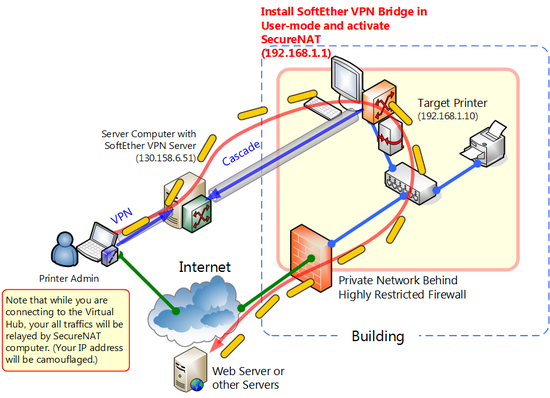 Install SoftEther VPN Bridge in
User-mode and activate
SecureNAT
(192.168.1.1)
Target Printer
(192.168.1.10)
Server Computer with
SoftEther VPN Server
(130.158.6.51)
Cascade
VPN
Printer Admin
Internet
Private Network Behind
Highly Restricted Firewall
Note that while you are
connecting to the Virtual
Hub, your all traffics will be
relayed by SecureNAT
computer. (Your IP address
will be camouflaged.)
Building
Web Server or
other Servers